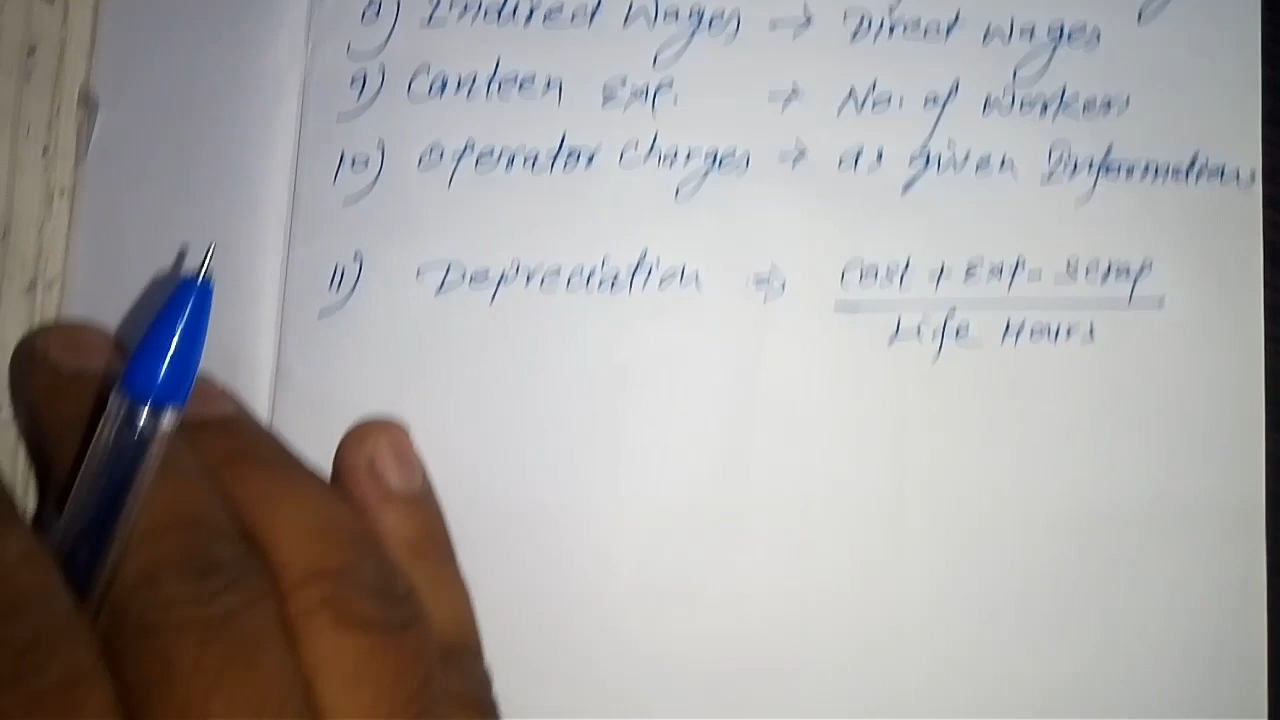 8) Indirect Wages → Direct Wages
9) Canteen Exp. → No. of Workers
10) Operator Charges → as given Informations
11) Depreciation ⇒ Cost + Exp - Scrap
Life Hours